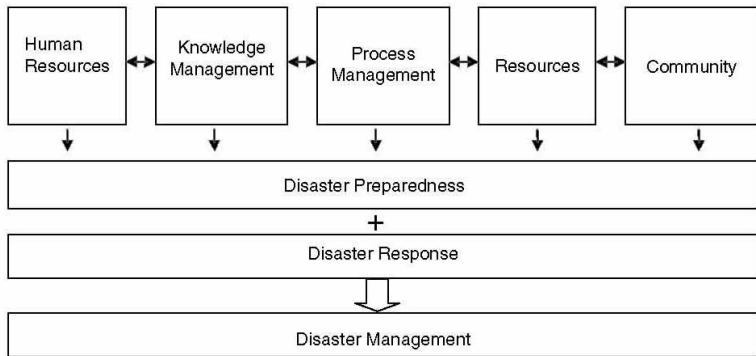 Human
Resources
Knowledge
Management
Process
Management
Resources
Community
Disaster Preparedness
+
Disaster Response
Disaster Management